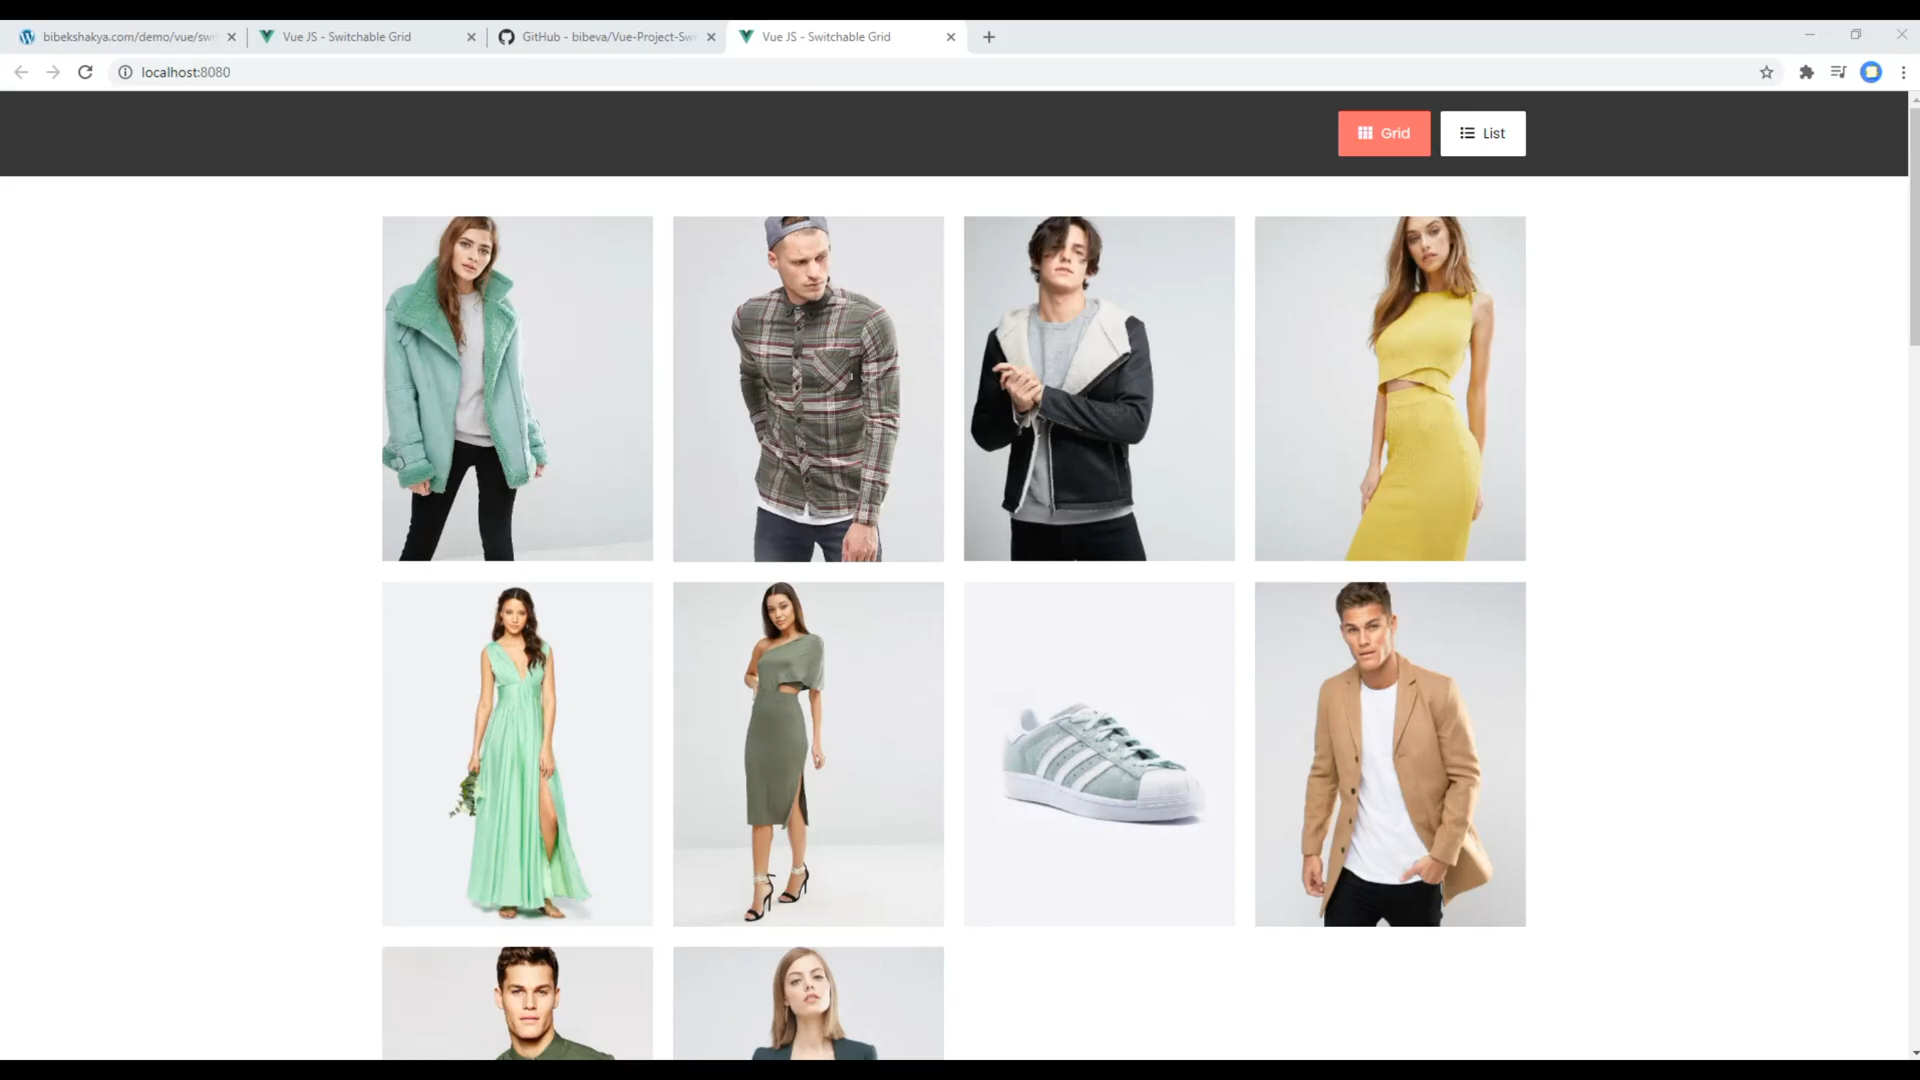 bibekshakya.com/demo/vue/swi
Vue JS - Switchable Grid
GitHub - bibeva/Vue-Project-Sw
Vue JS - Switchable Grid
localhost:8080
Grid
List